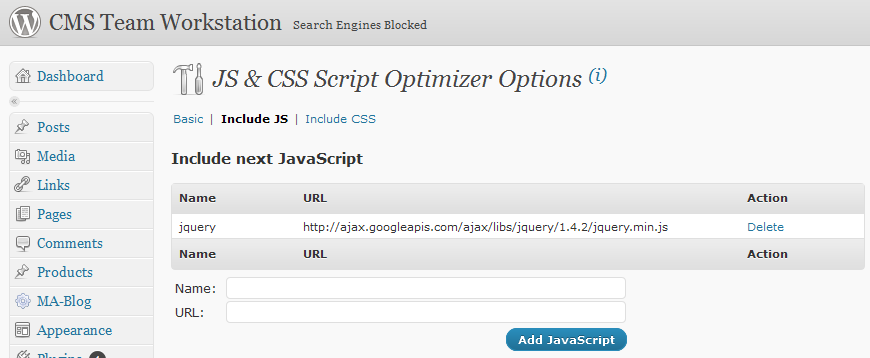 CMS Team Workstation Search Engines Blocked
Dashboard
Posts
Media
Links
Pages
Comments
Products
MA-Blog
Appearance
JS & CSS Script Optimizer Options (i)
Basic | Include JS | Include CSS
Include next JavaScript
Name URL Action
jquery http://ajax.googleapis.com/ajax/libs/jquery/1.4.2/jquery.min.js Delete
Name URL Action
Name:
URL:
Add JavaScript